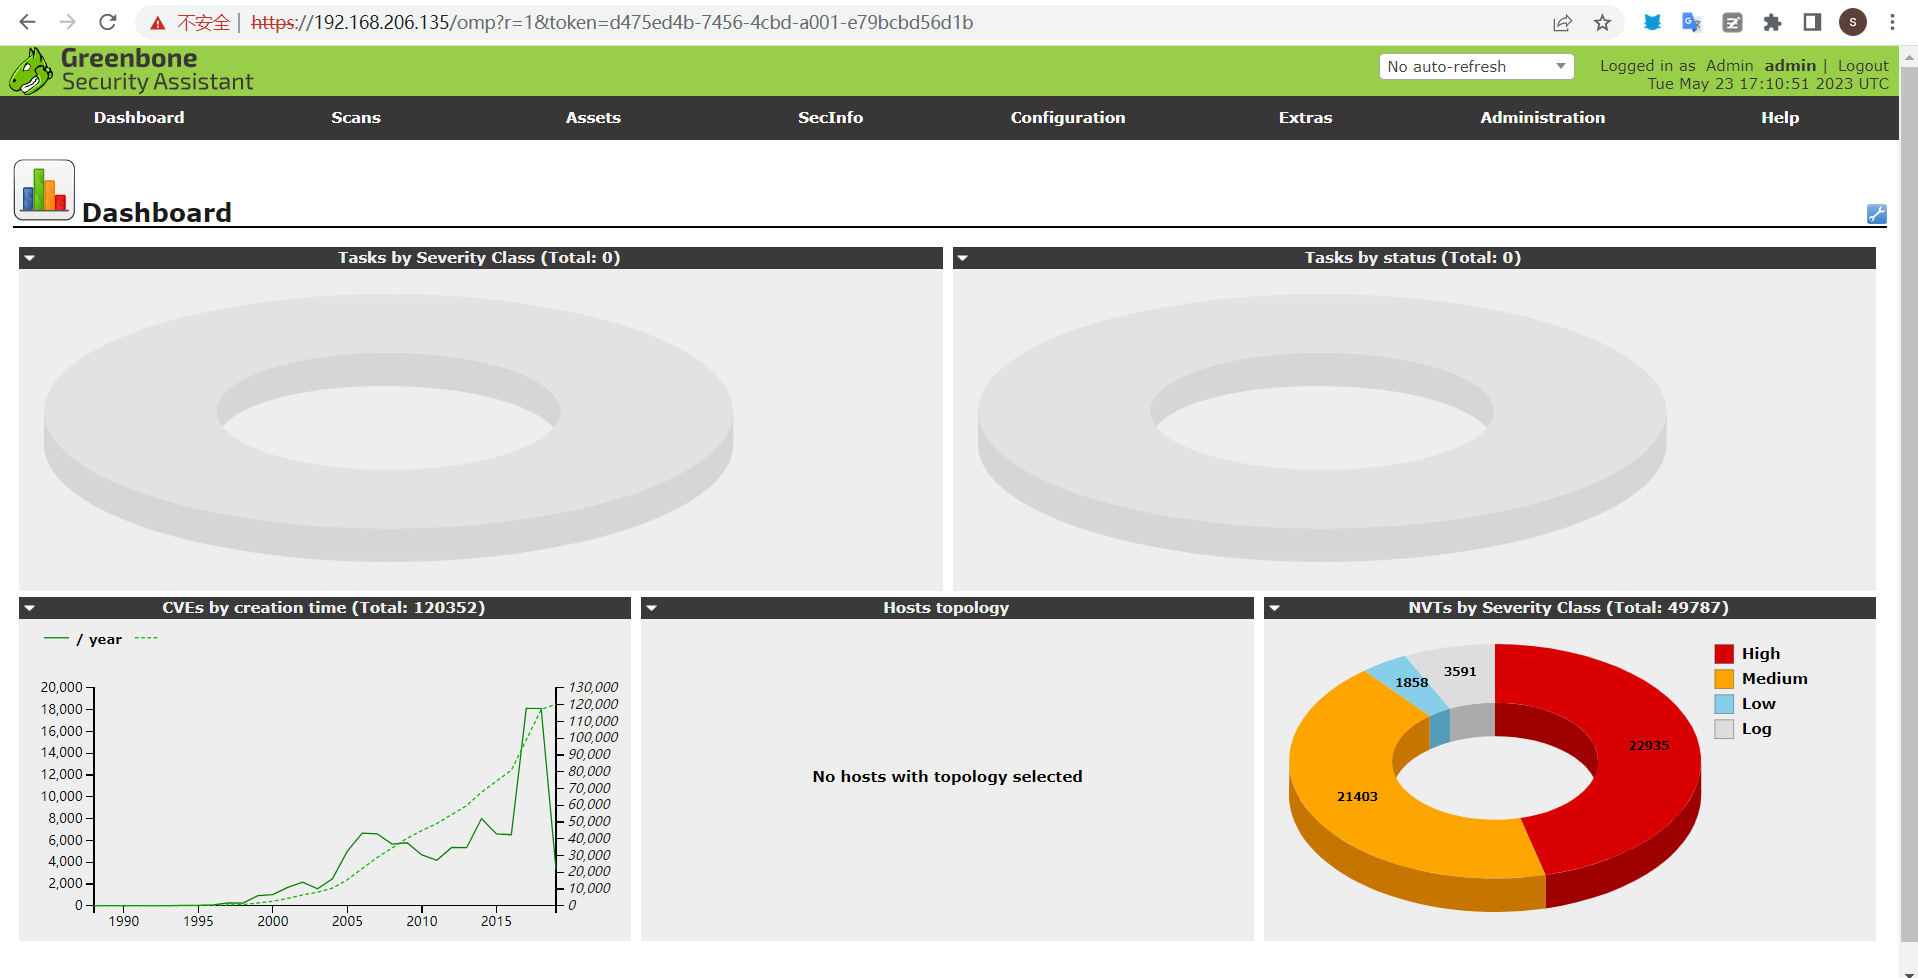 不安全 | https://192.168.206.135/omp?r=1&token=d475ed4b-7456-4cbd-a001-e79bcbd56d1b
S
Greenbone
Security Assistant
No auto-refresh
Logged in as Admin admin | Logout
Tue May 23 17:10:51 2023 UTC
Dashboard Scans Assets SecInfo Configuration Extras Administration Help
Dashboard
Tasks by Severity Class (Total: 0)
Tasks by status (Total: 0)
CVEs by creation time (Total: 120352)
/ year
20,000
18,000
16,000
14,000
12,000
10,000
8,000
6,000
4,000
2,000
0
130,000
120,000
110,000
100,000
90,000
80,000
70,000
60,000
50,000
40,000
30,000
20,000
10,000
0
1990 1995 2000 2005 2010 2015
Hosts topology
No hosts with topology selected
NVTs by Severity Class (Total: 49787)
3591
1858
22935
21403
High
Medium
Low
Log